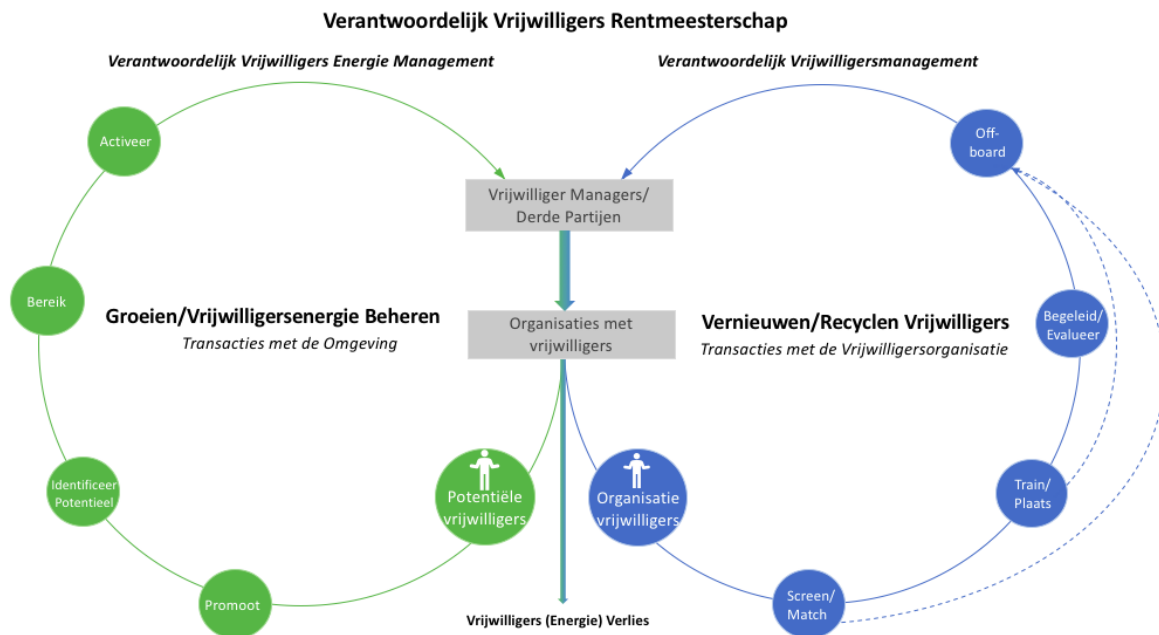 Verantwoordelijk Vrijwilligers Rentmeesterschap
Verantwoordelijk Vrijwilligers Energie Management
Verantwoordelijk Vrijwilligersmanagement
Activeer
Off-
board
Vrijwilliger Managers/
Derde Partijen
Bereik
Groeien/Vrijwilligersenergie Beheren
Transacties met de Omgeving
Organisaties met
vrijwilligers
Vernieuwen/Recyclen Vrijwilligers
Transacties met de Vrijwilligersorganisatie
Begeleid/
Evalueer
Identificeer
Potentieel
Potentiële
vrijwilligers
Organisatie
vrijwilligers
Train/
Plaats
Promoot
Screen/
Match
Vrijwilligers (Energie) Verlies